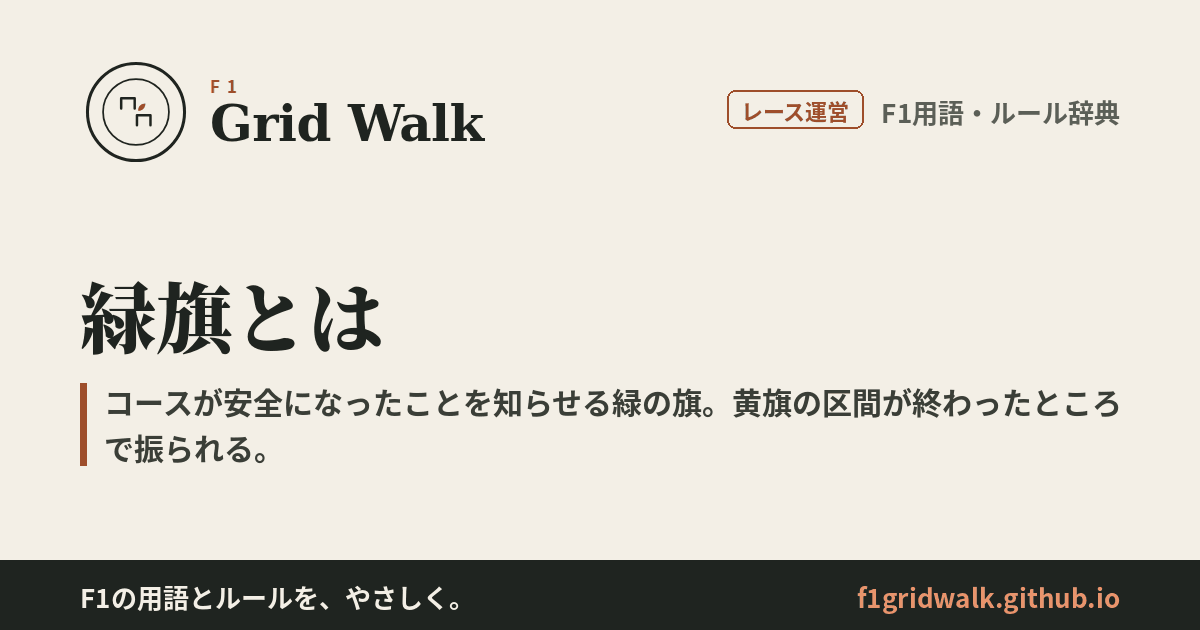 F1
Grid Walk
レース運営
F1用語・ルール辞典
緑旗とは
コースが安全になったことを知らせる緑の旗。黄旗の区間が終わったところ
で振られる。
F1の用語とルールを、やさしく。
f1gridwalk.github.io